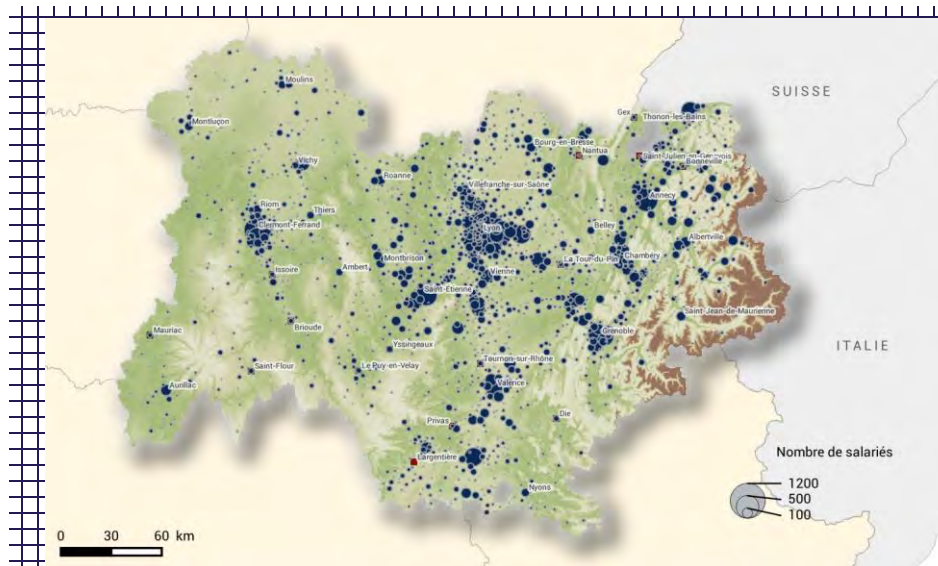 SUISSE
Moulins
Gex
Thonon-les-Bains
Montluçon
Bourg-en-Bresse
Nantua
Saint-Julien-en-Genevois
Bonneville
Vichy
Roanne
Villefranche-sur-Saône
Annecy
Riom
Thiers
Clermont-Ferrand
Lyon
Belley
Albertville
Montbrison
La Tour-du-Pin
Chambéry
Issoire
Ambert
Vienne
Saint-Étienne
Saint-Jean-de-Maurienne
Brioude
Grenoble
Mauriac
Yssingeaux
ITALIE
Tournon-sur-Rhône
Saint-Flour
Le Puy-en-Velay
Aurillac
Valence
Privas
Die
Largentière
Nyons
Nombre de salariés
1200
500
100
0 30 60 km